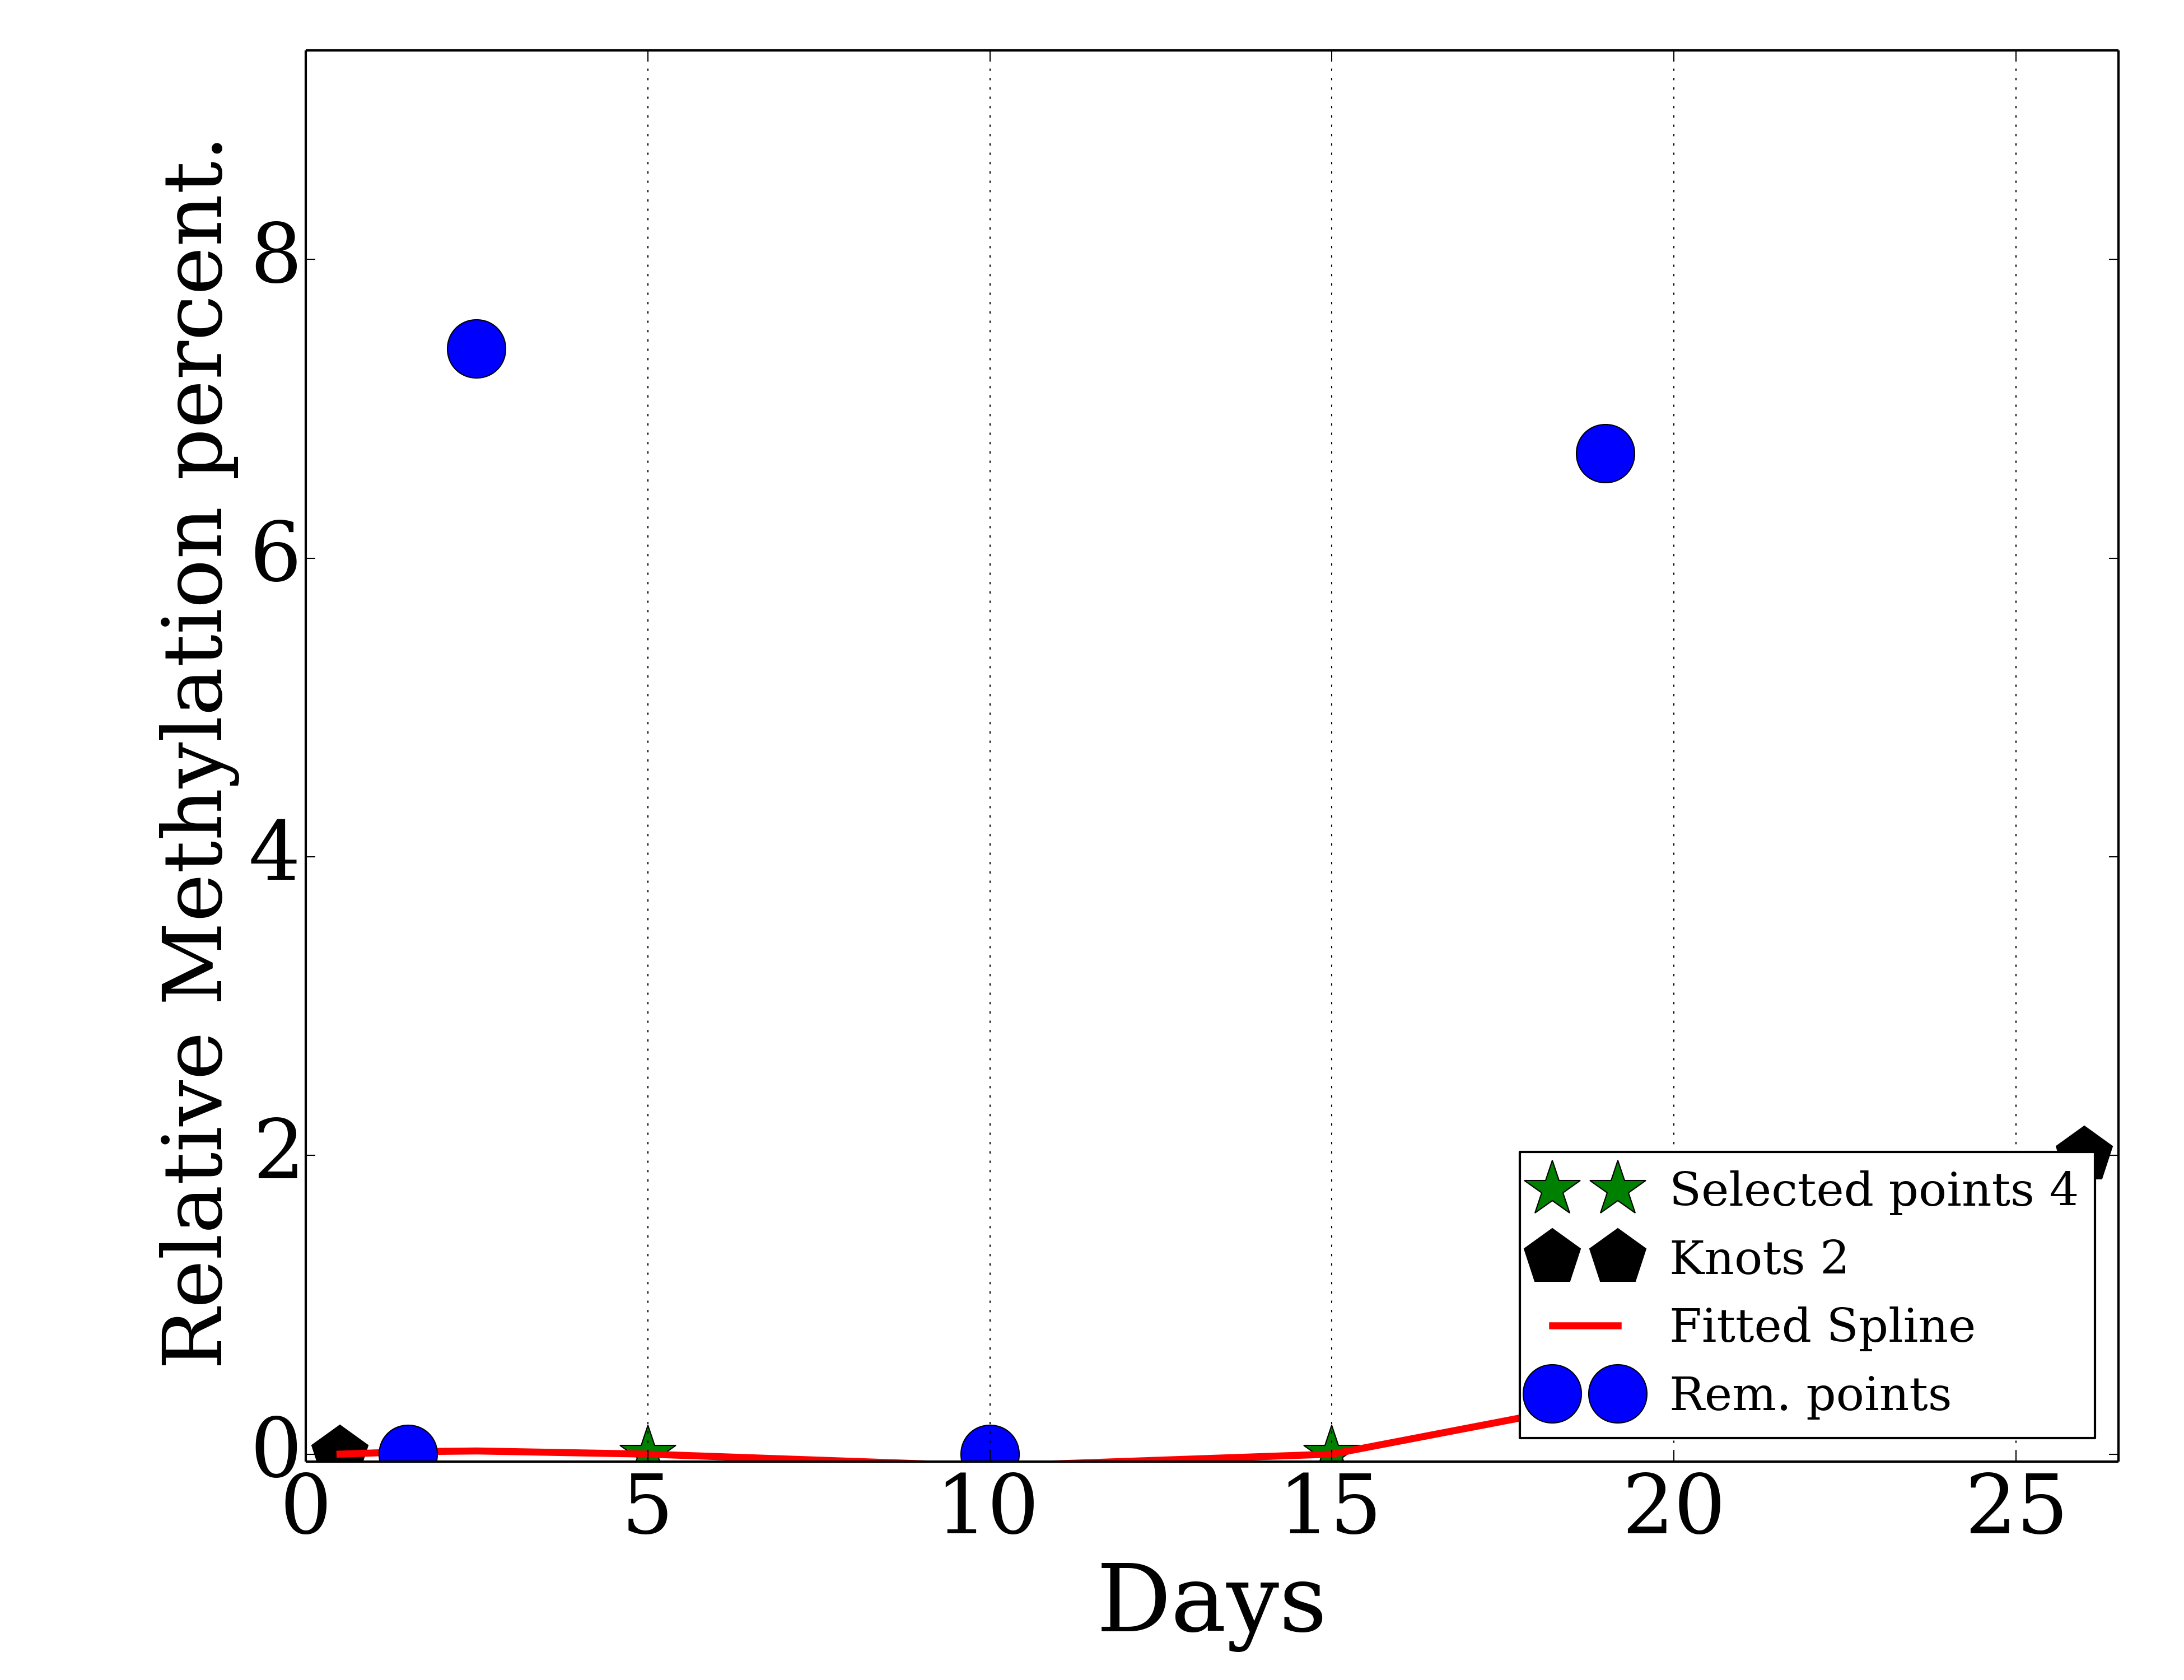 Relative Methylation percent.
8
6
4
2
0
0 5 10 15 20 25
Days
Selected points 4
Knots 2
Fitted Spline
Rem. points